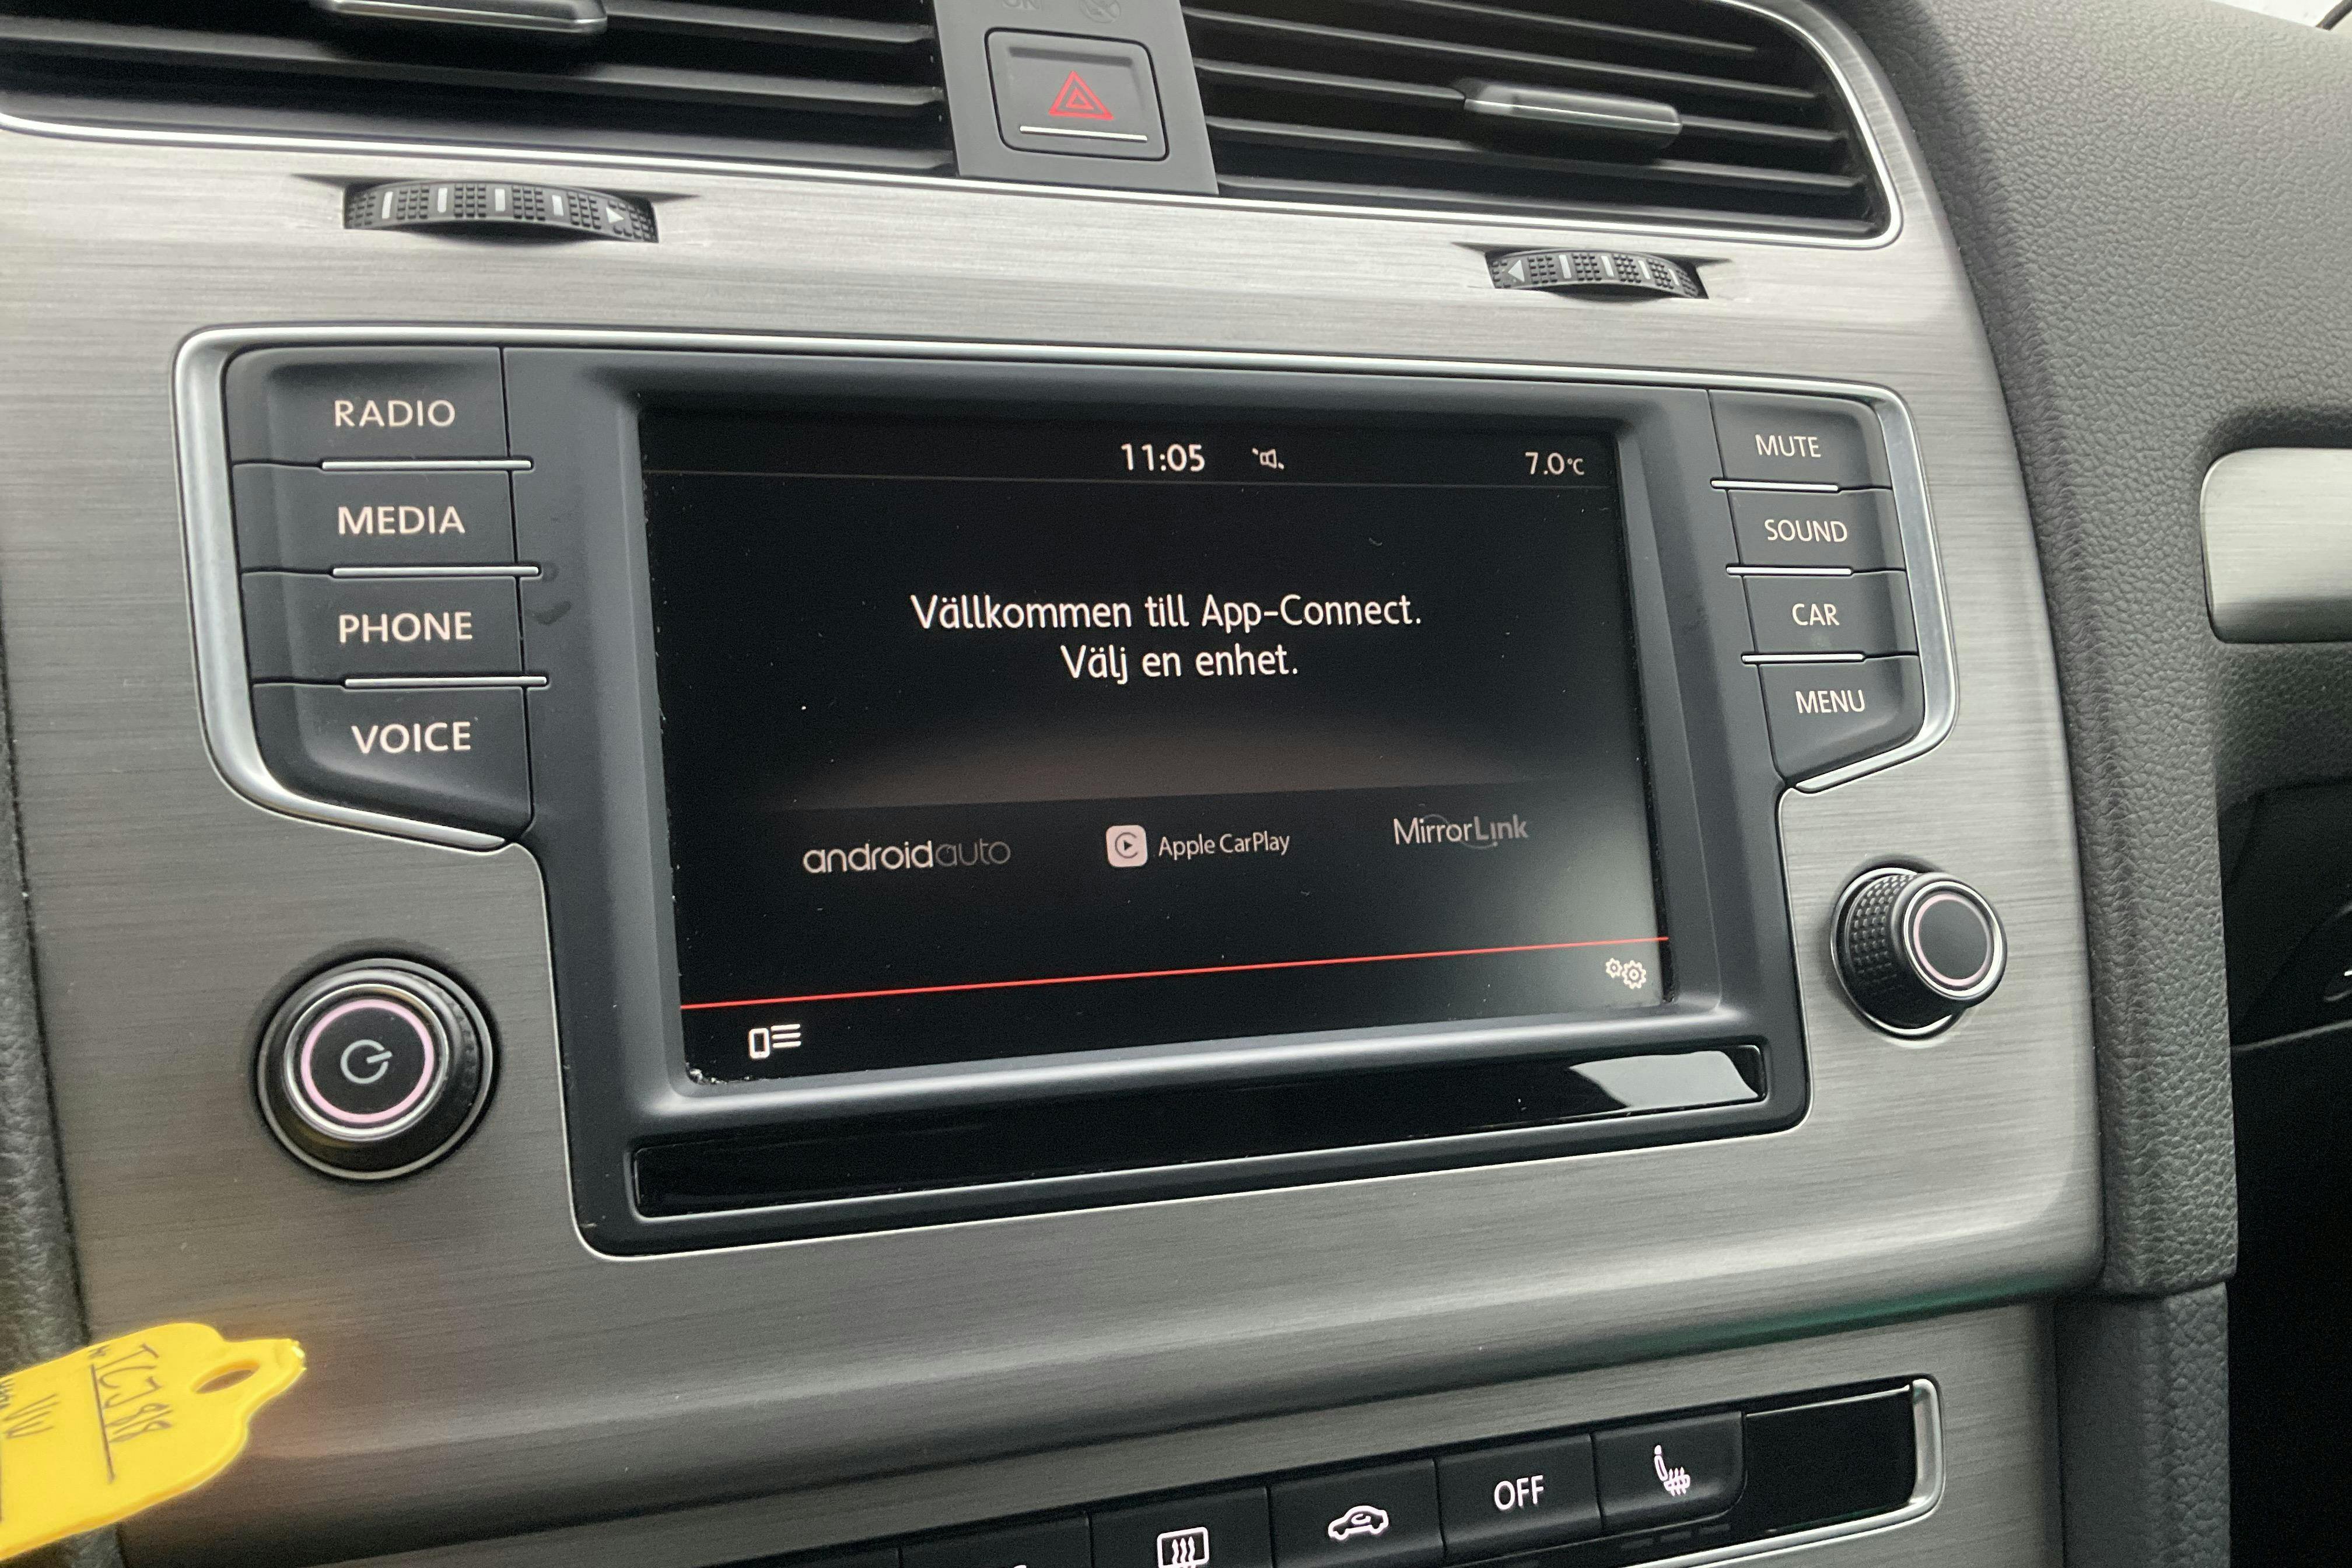 RADIO
MEDIA
PHONE
VOICE
11:05
7.0°C
Vällkommen till App-Connect.
Välj en enhet.
androidauto
Apple CarPlay
MirrorLink
MUTE
SOUND
CAR
MENU
OFF